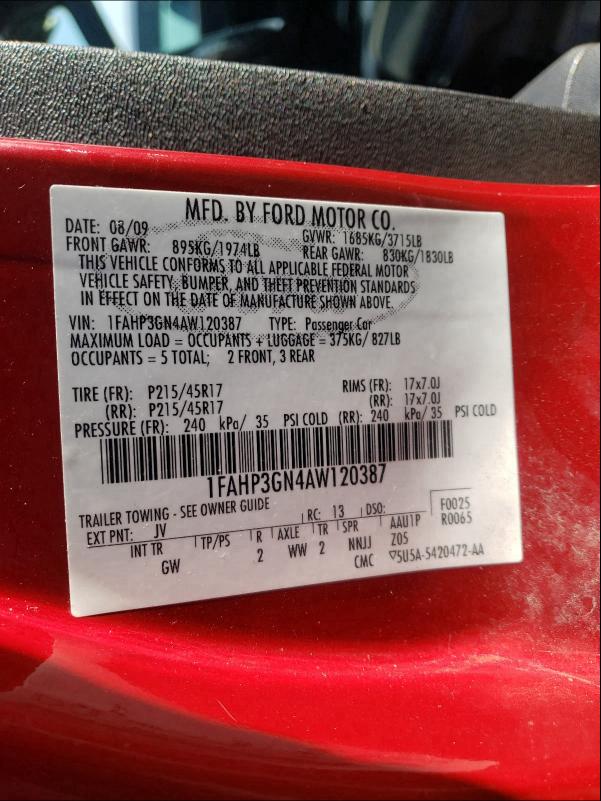 MFD. BY FORD MOTOR CO.
DATE: 08/09 GVWR: 1685KG/3715LB
FRONT GAWR: 895KG/1974LB REAR GAWR: 830KG/1830LB
THIS VEHICLE CONFORMS TO ALL APPLICABLE FEDERAL MOTOR
VEHICLE SAFETY, BUMPER, AND THEFT PREVENTION STANDARDS
IN EFFECT ON THE DATE OF MANUFACTURE SHOWN ABOVE.
VIN: 1FAHP3GN4AW120387 TYPE: Passenger Car
MAXIMUM LOAD = OCCUPANTS + LUGGAGE = 375KG/ 827LB
OCCUPANTS = 5 TOTAL; 2 FRONT, 3 REAR
TIRE (FR): P215/45R17 RIMS (FR): 17x7.0J
(RR): P215/45R17 (RR): 17x7.0J
PRESSURE (FR): 240 kPa/ 35 PSI COLD (RR): 240 kPa/ 35 PSI COLD
1FAHP3GN4AW120387
TRAILER TOWING - SEE OWNER GUIDE F0025
EXT PNT: JV RC: 13 DSO: R0065
INT TR TP/PS R AXLE TR SPR AAU1P
GW 2 WW 2 NNJJ Z05
CMC ▽5U5A-5420472-AA